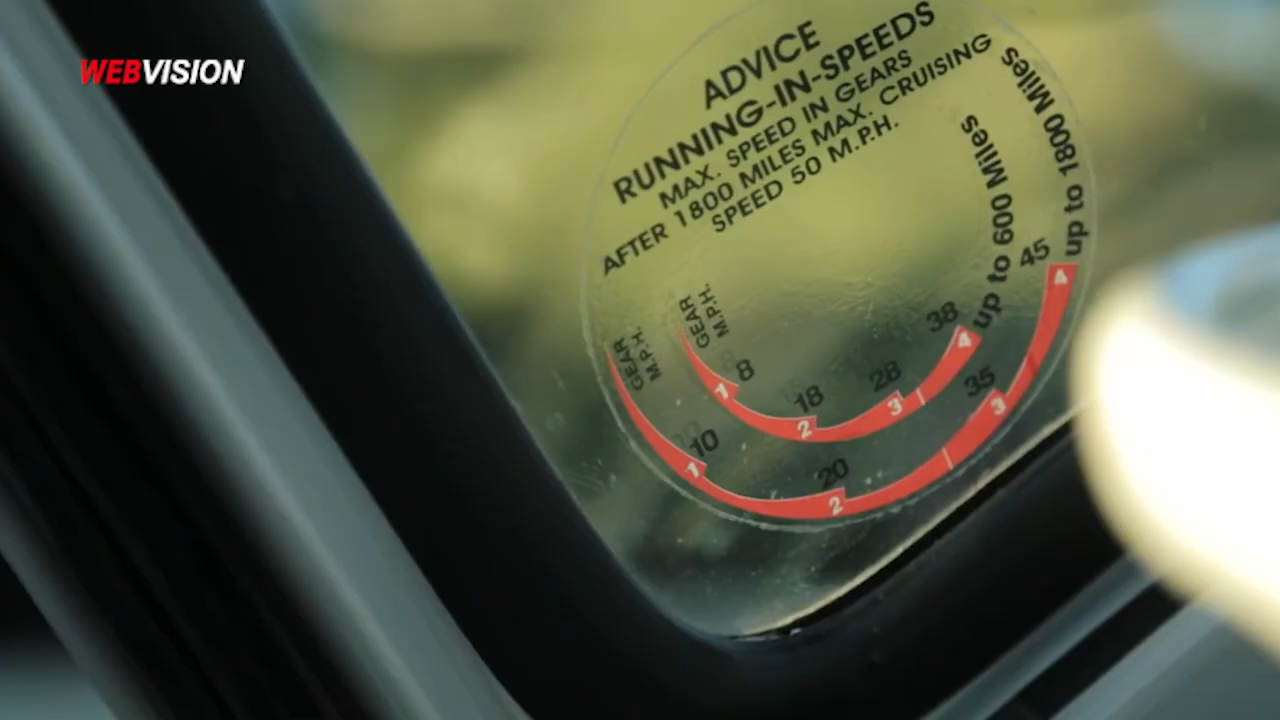 WEBVISION
ADVICE
RUNNING-IN-SPEEDS
MAX. SPEED IN GEARS
AFTER 1800 MILES MAX. CRUISING
SPEED 50 M.P.H.
up to 600 Miles
up to 1800 Miles
GEAR
M.P.H.
8 18 28 38
1 2 3 4
GEAR
M.P.H.
10 20 35 45
1 2 3 4